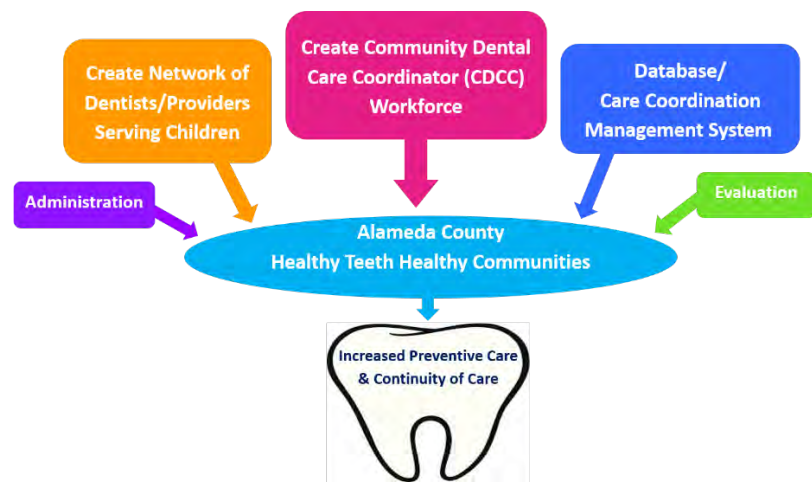 Create Network of
Dentists/Providers
Serving Children
Create Community Dental
Care Coordinator (CDCC)
Workforce
Database/
Care Coordination
Management System
Administration
Evaluation
Alameda County
Healthy Teeth Healthy Communities
Increased Preventive Care
& Continuity of Care